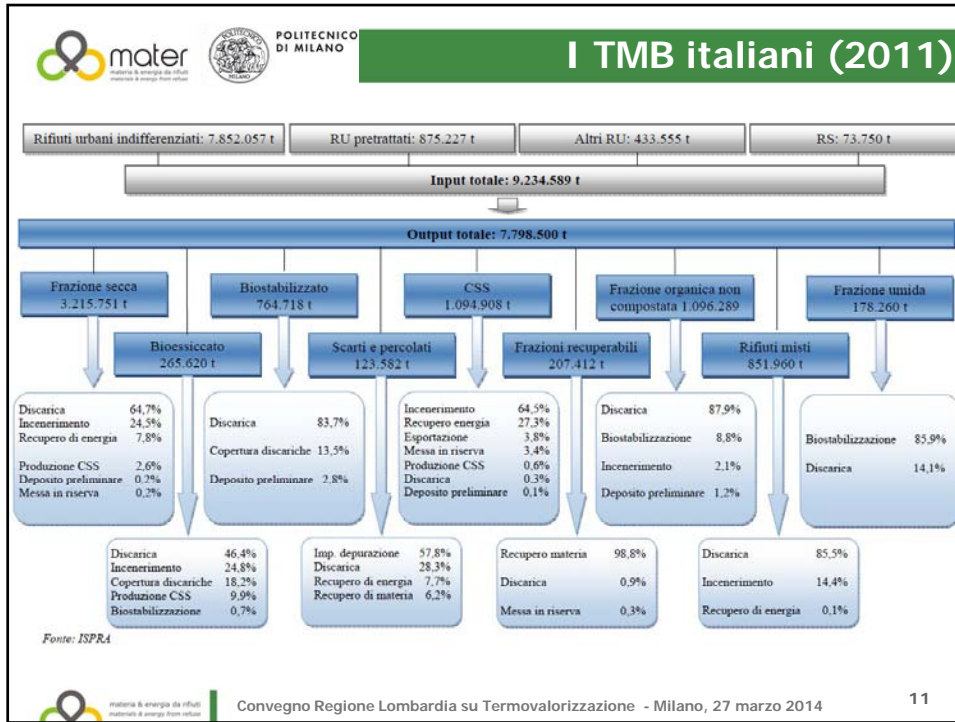 mater
materia & energia da rifiuti
materials & energy from refuse
POLITECNICO
DI MILANO
I TMB italiani (2011)
Rifiuti urbani indifferenziati: 7.852.057 t
RU pretrattati: 875.227 t
Altri RU: 433.555 t
RS: 73.750 t
Input totale: 9.234.589 t
Output totale: 7.798.500 t
Frazione secca
3.215.751 t
Biostabilizzato
764.718 t
CSS
1.094.908 t
Frazione organica non
compostata 1.096.289
Frazione umida
178.260 t
Bioessiccato
265.620 t
Scarti e percolati
123.582 t
Frazioni recuperabili
207.412 t
Rifiuti misti
851.960 t
Discarica 64,7%
Incenerimento 24,5%
Recupero di energia 7,8%
Produzione CSS 2,6%
Deposito preliminare 0,2%
Messa in riserva 0,2%
Discarica 83,7%
Copertura discariche 13,5%
Deposito preliminare 2,8%
Incenerimento 64,5%
Recupero energia 27,3%
Esportazione 3,8%
Messa in riserva 3,4%
Produzione CSS 0,6%
Discarica 0.3%
Deposito preliminare 0,1%
Discarica 87,9%
Biostabilizzazione 8,8%
Incenerimento 2,1%
Deposito preliminare 1,2%
Biostabilizzazione 85,9%
Discarica 14,1%
Discarica 46,4%
Incenerimento 24,8%
Copertura discariche 18,2%
Produzione CSS 9,9%
Biostabilizzazione 0,7%
Imp. depurazione 57,8%
Discarica 28,3%
Recupero di energia 7,7%
Recupero di materia 6,2%
Recupero materia 98,8%
Discarica 0,9%
Messa in riserva 0,3%
Discarica 85,5%
Incenerimento 14,4%
Recupero di energia 0,1%
Fonte: ISPRA
materia & energia da rifiuti
materials & energy from refuse
Convegno Regione Lombardia su Termovalorizzazione - Milano, 27 marzo 2014
11